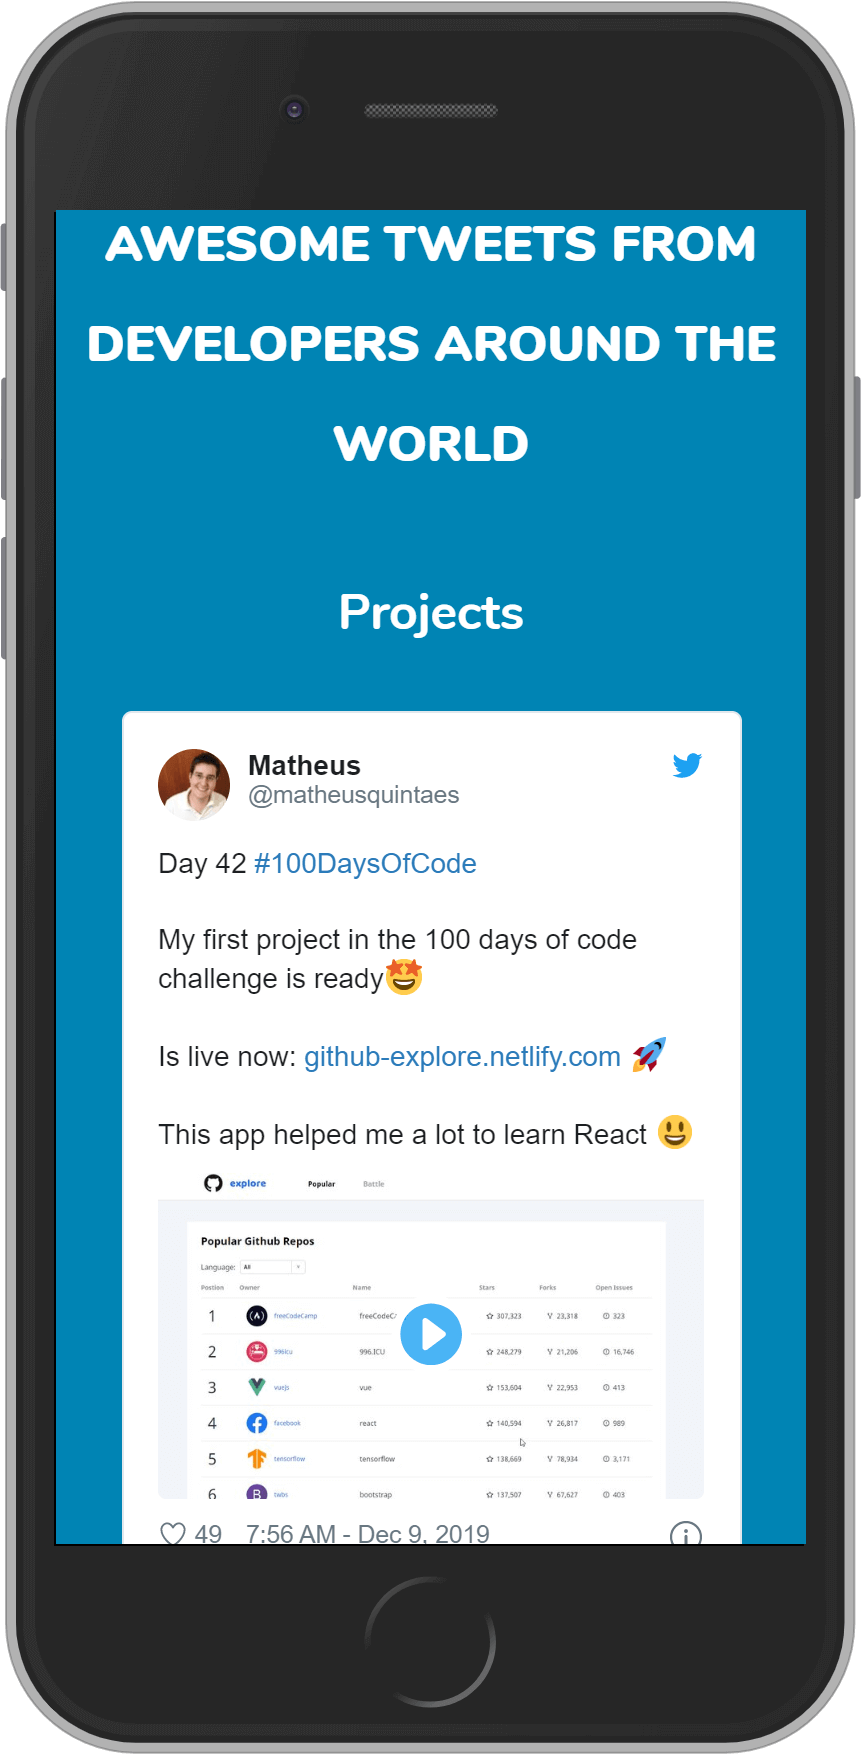 AWESOME TWEETS FROM
DEVELOPERS AROUND THE
WORLD
Projects
Matheus
@matheusquintaes
Day 42 #100DaysOfCode
My first project in the 100 days of code
challenge is ready🤩
Is live now: github-explore.netlify.com 🚀
This app helped me a lot to learn React 😃
explore Popular Battle
Popular Github Repos
Language: All
Postion Owner Name Stars Forks Open Issues
1 freeCodeCamp freeCodeC 307,323 23,318 323
2 996icu 996.ICU 248,279 21,206 16,746
3 vuejs vue 153,604 22,953 413
4 facebook react 140,594 26,817 989
5 tensorflow tensorflow 138,669 78,934 3,171
6 B twbs bootstrap 137,507 67,627 403
49 7:56 AM - Dec 9, 2019